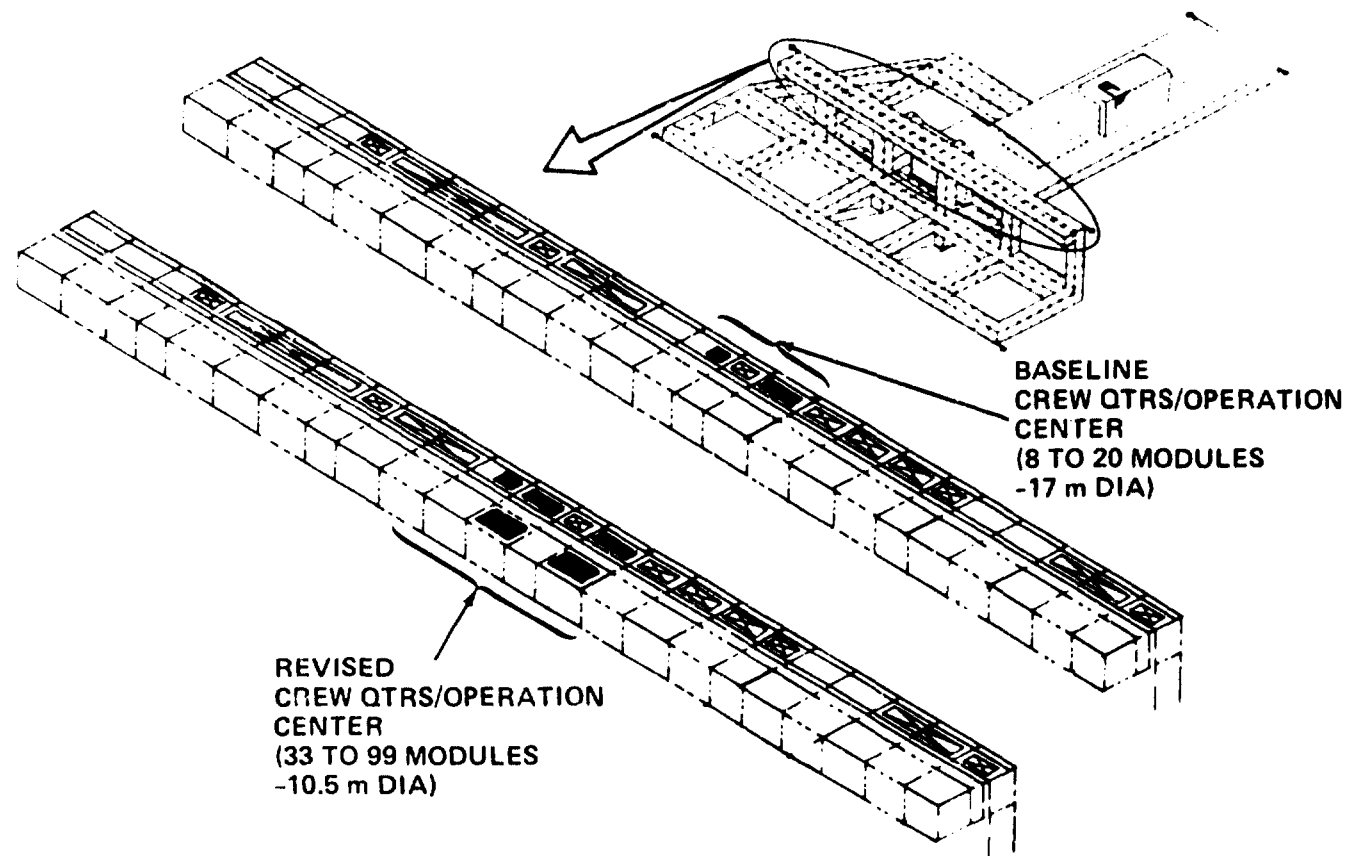 BASELINE
CREW QTRS/OPERATION
CENTER
(8 TO 20 MODULES
-17 m DIA)
REVISED
CREW QTRS/OPERATION
CENTER
(33 TO 99 MODULES
-10.5 m DIA)